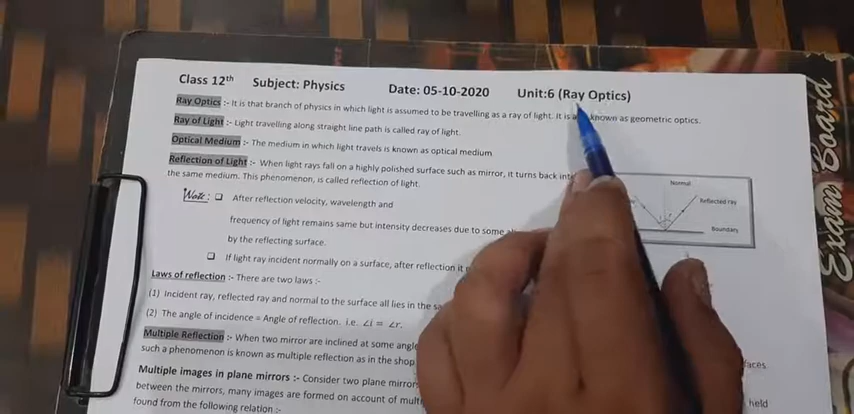 Class 12th Subject: Physics Date: 05-10-2020 Unit:6 (Ray Optics)
Ray Optics :- It is that branch of physics in which light is assumed to be travelling as a ray of light. It is known as geometric optics.
Ray of Light :- Light travelling along straight line path is called ray of light.
Optical Medium :- The medium in which light travels is known as optical medium
Reflection of Light :- When light rays fall on a highly polished surface such as mirror, it turns back
the same medium. This phenomenon, is called reflection of light.
Normal
Reflected ray
Boundary
Note: ❑ After reflection velocity, wavelength and
frequency of light remains same but intensity decreases due to some
by the reflecting surface.
❑ If light ray incident normally on a surface, after reflection it
Laws of reflection :- There are two laws :-
(1) Incident ray, reflected ray and normal to the surface all lies in the
(2) The angle of incidence = Angle of reflection. i.e. ∠i = ∠r.
Multiple Reflection :- When two mirror are inclined at some angle
such a phenomenon is known as multiple reflection as in the shop
Multiple images in plane mirrors :- Consider two plane mirror
between the mirrors, many images are formed on account of held
found from the following relation :-
Exam Board